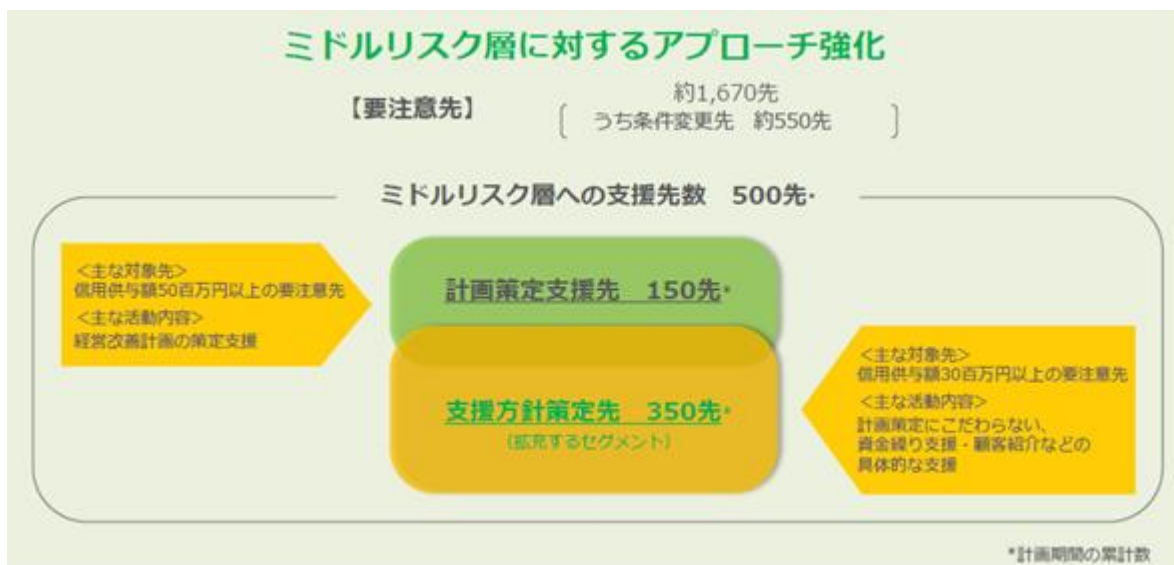 ミドルリスク層に対するアプローチ強化
【要注意先】
約1,670先
うち条件変更先 約550先
ミドルリスク層への支援先数 500先*
<主な対象先>
信用供与額50百万円以上の要注意先
<主な活動内容>
経営改善計画の策定支援
計画策定支援先 150先*
支援方針策定先 350先*
(拡充するセグメント)
<主な対象先>
信用供与額30百万円以上の要注意先
<主な活動内容>
計画策定にこだわらない、
資金繰り支援・顧客紹介などの
具体的な支援
*計画期間の累計数